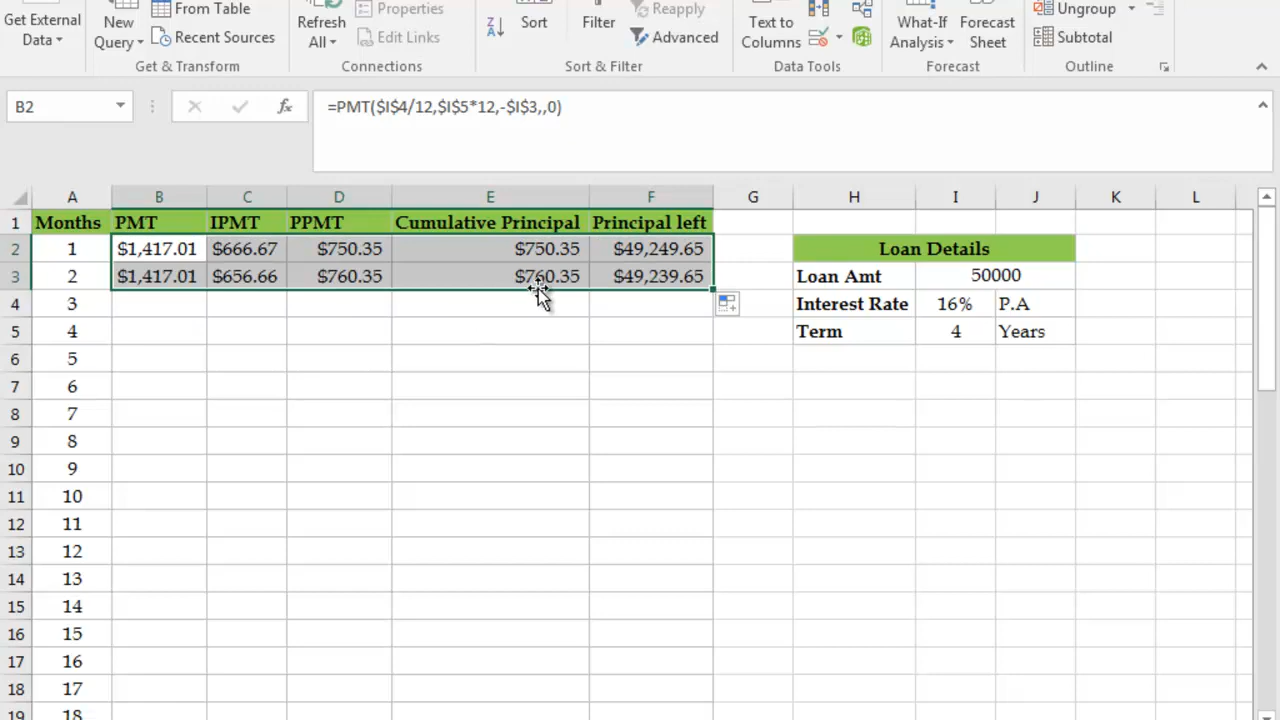 Get External Data
New Query
From Table
Recent Sources
Refresh All
Properties
Edit Links
Sort
Filter
Reapply
Advanced
Text to Columns
What-If Analysis
Forecast Sheet
Ungroup
Subtotal
Get & Transform
Connections
Sort & Filter
Data Tools
Forecast
Outline
B2
fx
=PMT($I$4/12,$I$5*12,-$I$3,,0)
A B C D E F G H I J K L
1 Months PMT IPMT PPMT Cumulative Principal Principal left
2 1 $1,417.01 $666.67 $750.35 $750.35 $49,249.65 Loan Details
3 2 $1,417.01 $656.66 $760.35 $760.35 $49,239.65 Loan Amt 50000
4 3 Interest Rate 16% P.A
5 4 Term 4 Years
6 5
7 6
8 7
9 8
10 9
11 10
12 11
13 12
14 13
15 14
16 15
17 16
18 17
19 18